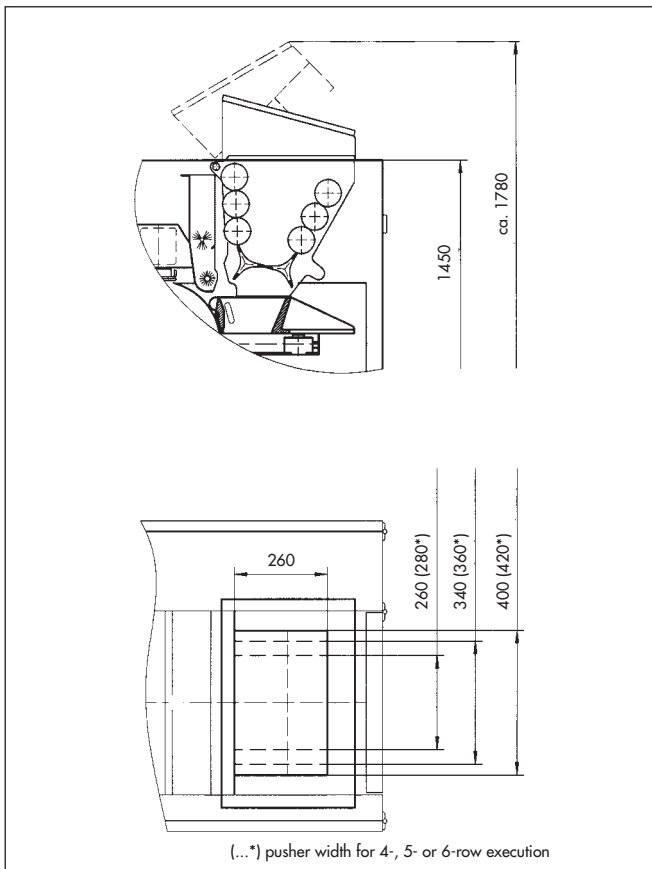 ca. 1780
1450
260
260 (280*)
340 (360*)
400 (420*)
(...*) pusher width for 4-, 5- or 6-row execution